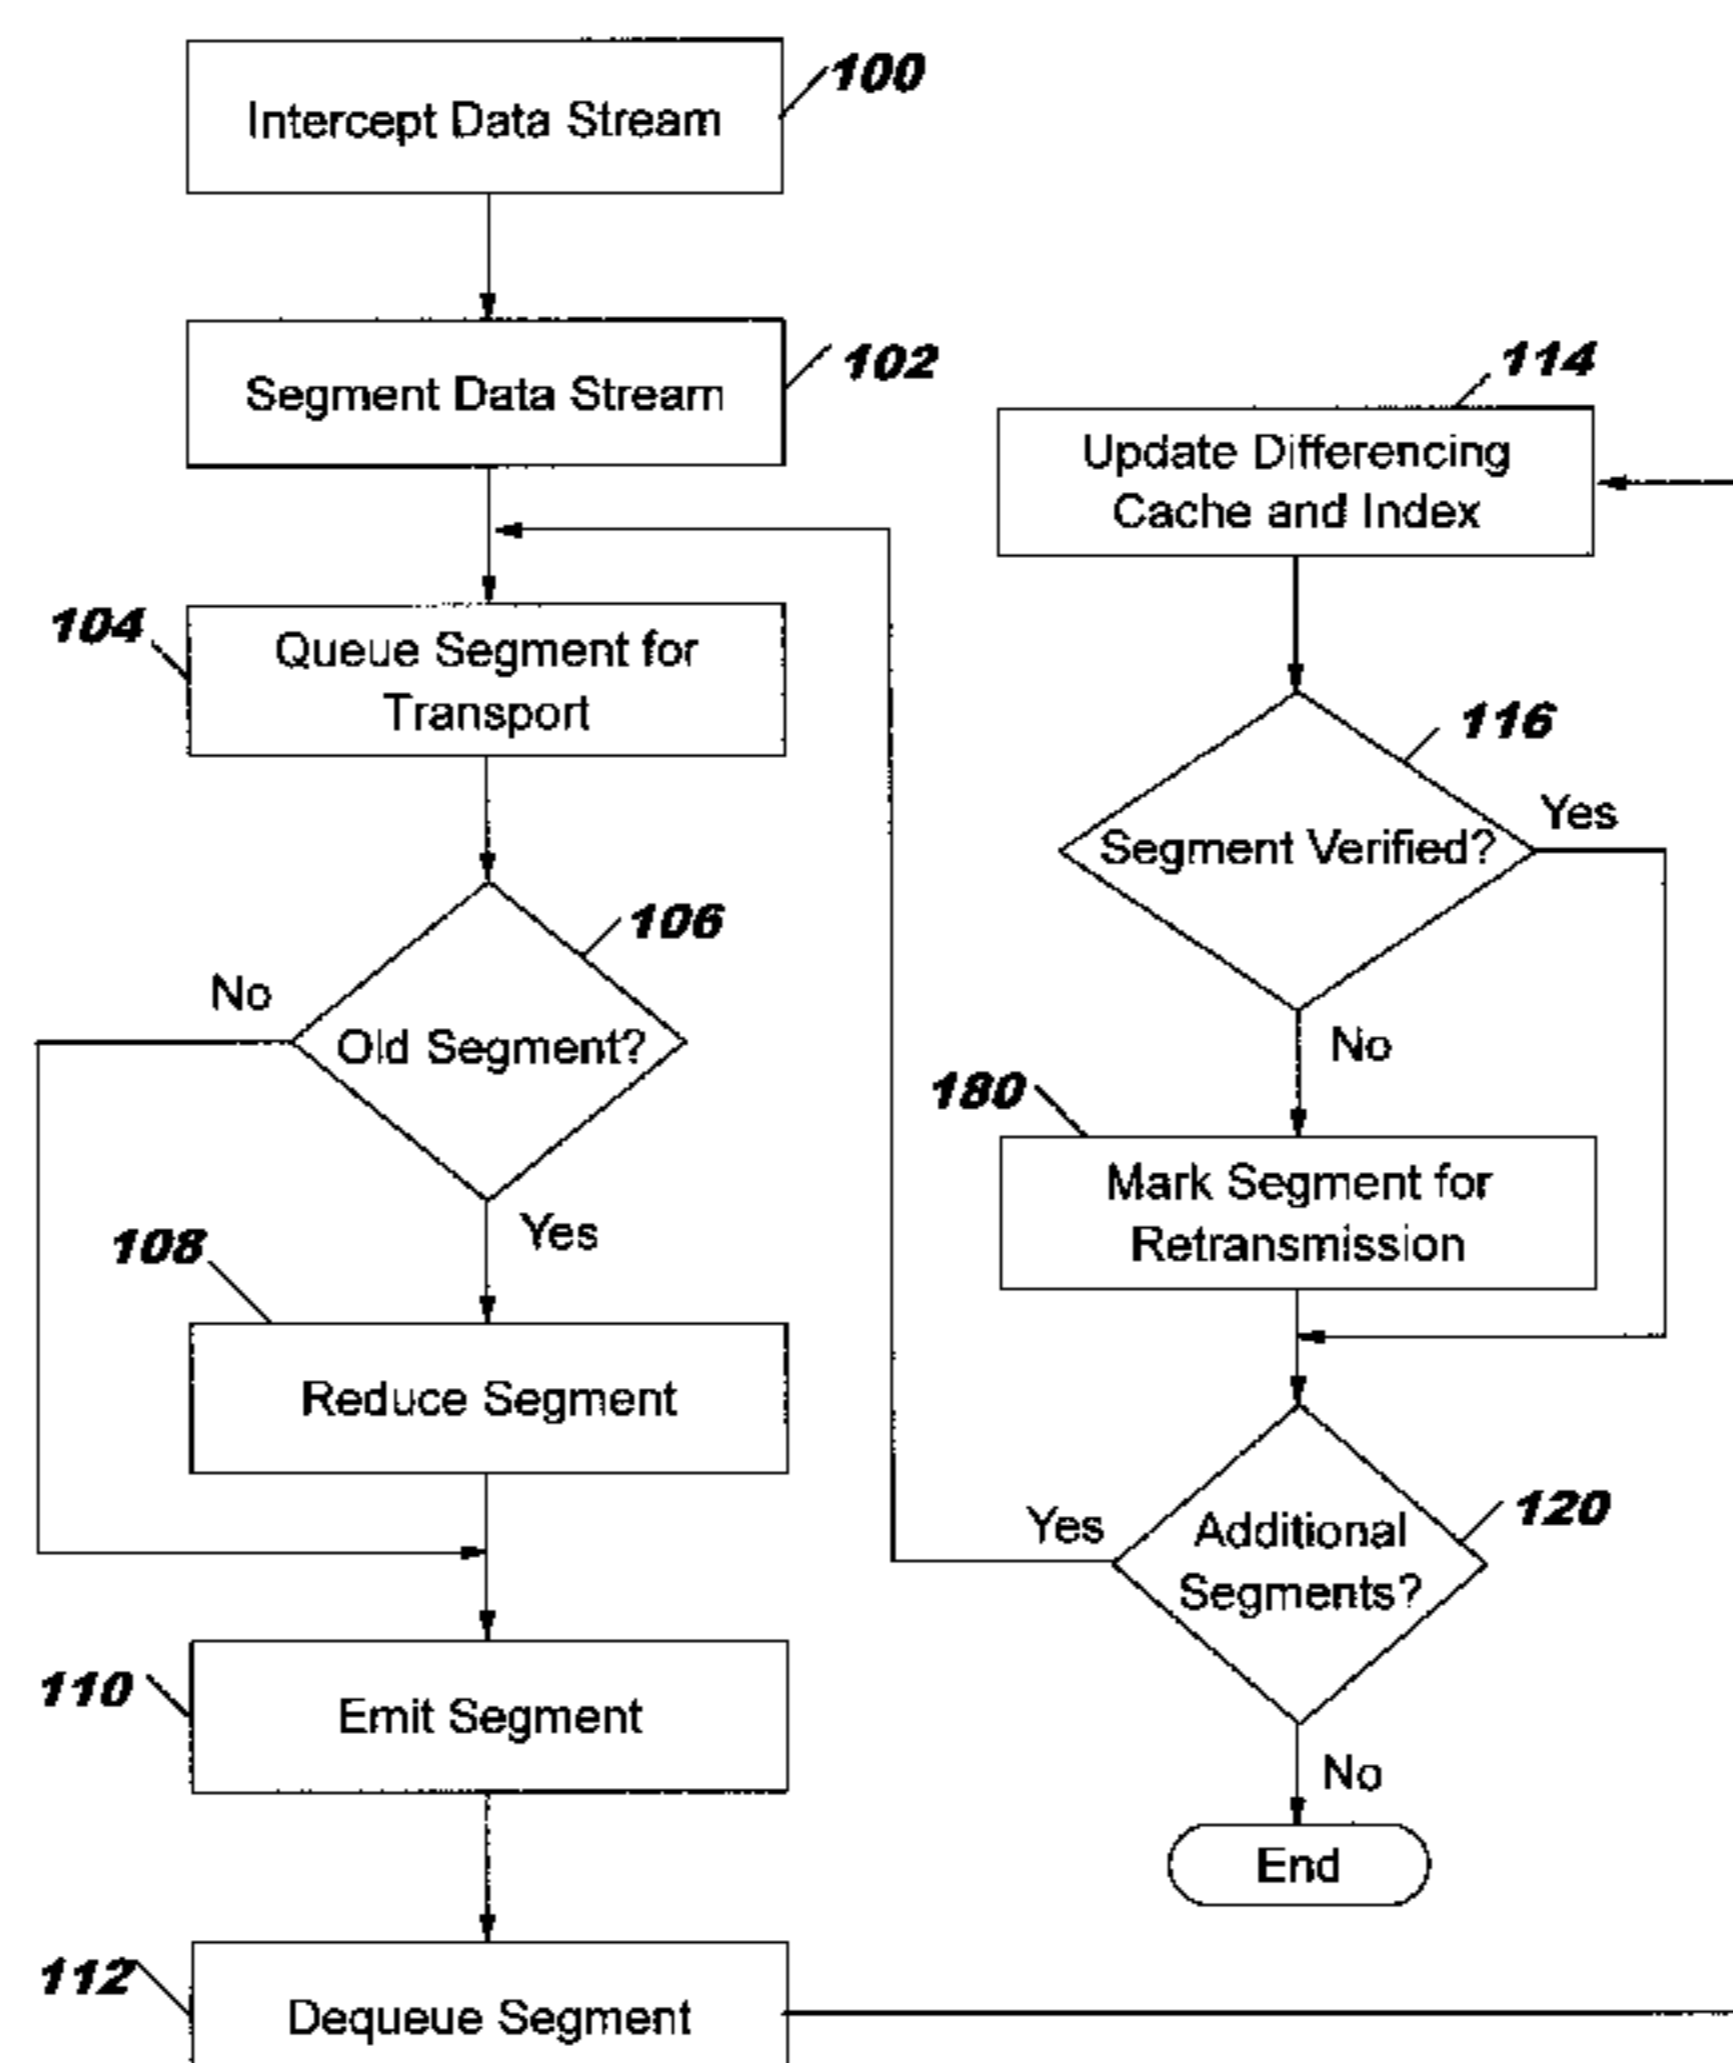 100
Intercept Data Stream
102
Segment Data Stream
104
Queue Segment for
Transport
106
No
Old Segment?
Yes
108
Reduce Segment
110
Emit Segment
112
Dequeue Segment
114
Update Differencing
Cache and Index
116
Yes
Segment Verified?
No
180
Mark Segment for
Retransmission
120
Yes
Additional
Segments?
No
End